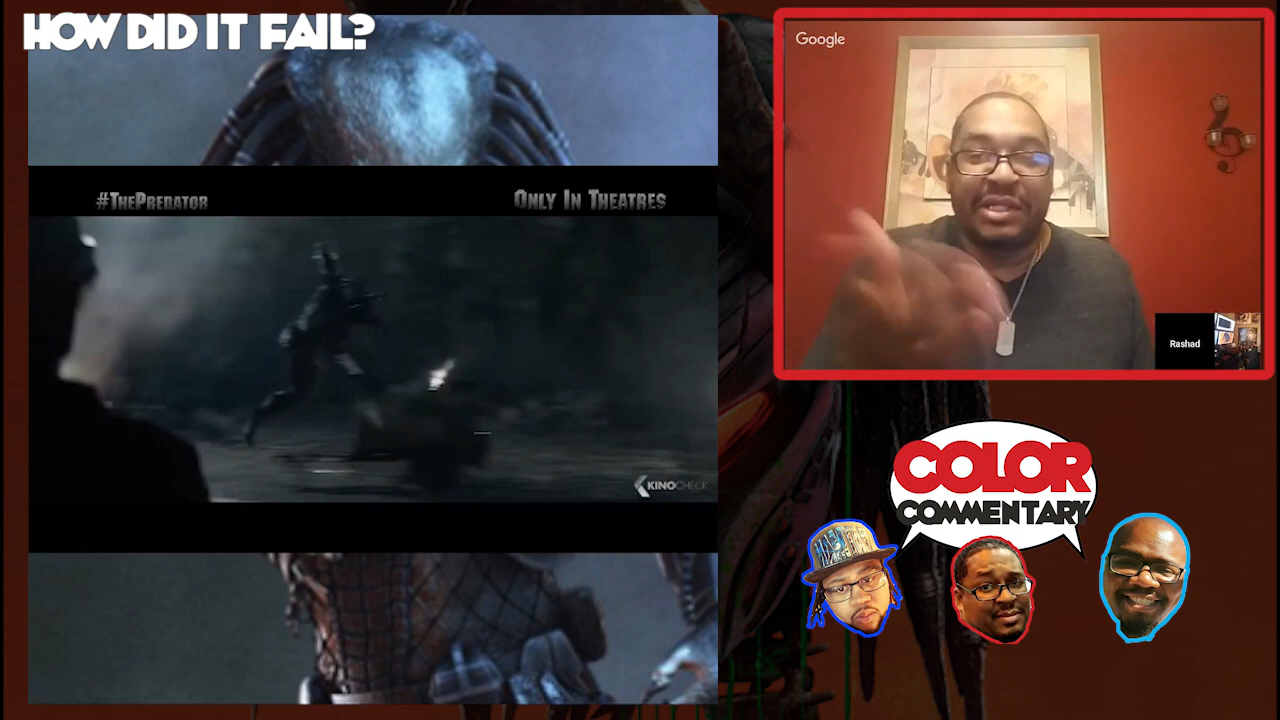 HOW DID IT FAIL?
Google
#THEPREDATOR
ONLY IN THEATRES
Rashad
COLOR
COMMENTARY
KINOCHECK